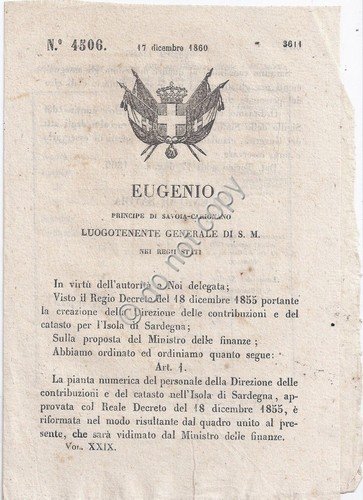 N.° 4506. 17 dicembre 1860 3611
EUGENIO
PRINCIPE DI SAVOIA-CARIGNANO
LUOGOTENENTE GENERALE DI S. M.
NEI REGII STATI
In virtù dell'autorità a Noi delegata;
Visto il Regio Decreto del 18 dicembre 1855 portante
la creazione della Direzione delle contribuzioni e del
catasto per l'Isola di Sardegna;
Sulla proposta del Ministro delle finanze;
Abbiamo ordinato ed ordiniamo quanto segue:
Art. 1.
La pianta numerica del personale della Direzione delle
contribuzioni e del catasto nell'Isola di Sardegna, ap-
provata col Reale Decreto del 18 dicembre 1855, è
riformata nel modo risultante dal quadro unito al pre-
sente, che sarà vidimato dal Ministro delle finanze.
Vol. XXIX.
do not copy